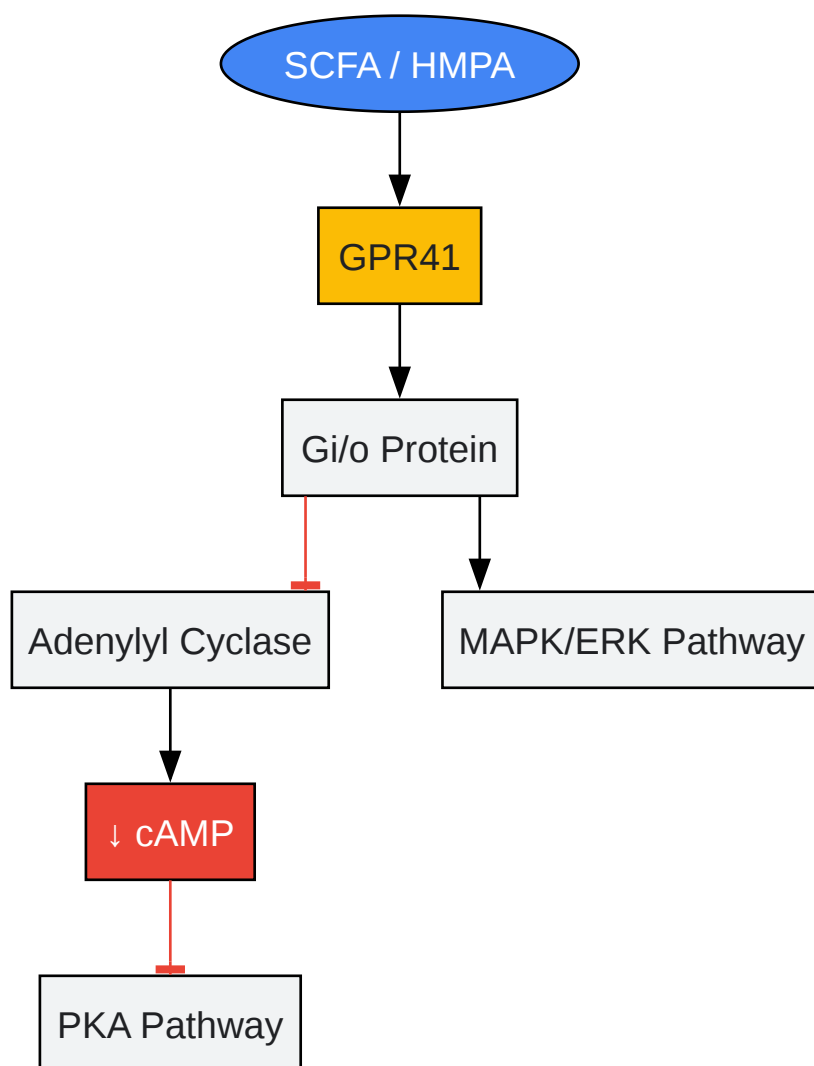 SCFA / HMPA
GPR41
Gi/o Protein
Adenylyl Cyclase
MAPK/ERK Pathway
↓ cAMP
PKA Pathway